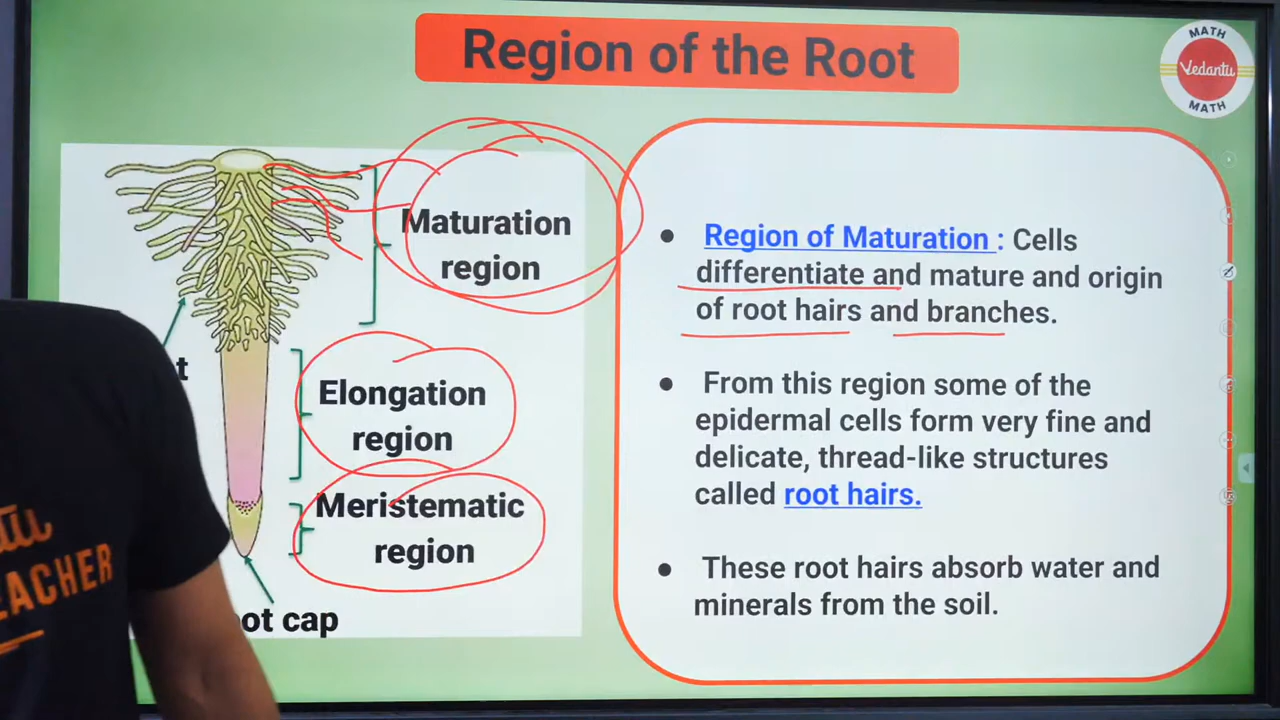 Region of the Root
MATH
Vedantu
MATH
Maturation
region
Elongation
region
Meristematic
region
cap
● Region of Maturation : Cells
differentiate and mature and origin
of root hairs and branches.
● From this region some of the
epidermal cells form very fine and
delicate, thread-like structures
called root hairs.
● These root hairs absorb water and
minerals from the soil.